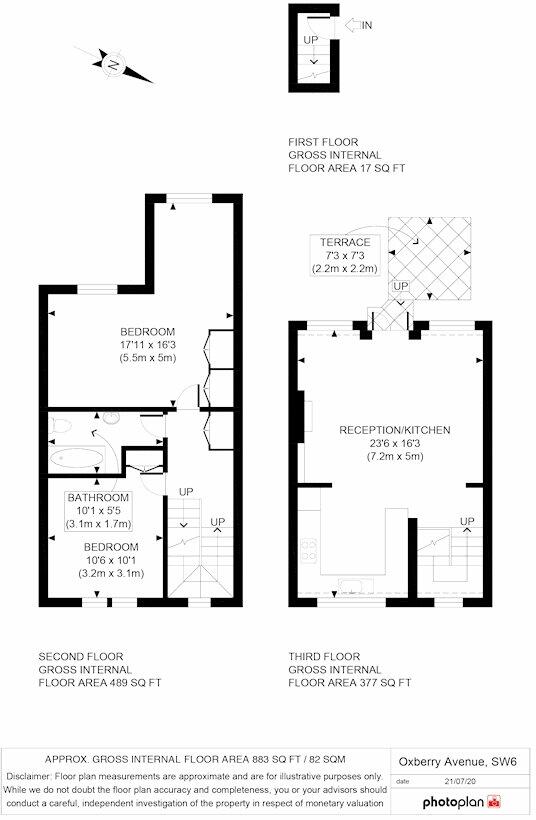 IN
UP
FIRST FLOOR
GROSS INTERNAL
FLOOR AREA 17 SQ FT
N
TERRACE
7'3 x 7'3
(2.2m x 2.2m)
UP
BEDROOM
17'11 x 16'3
(5.5m x 5m)
RECEPTION/KITCHEN
23'6 x 16'3
(7.2m x 5m)
BATHROOM
10'1 x 5'5
(3.1m x 1.7m)
BEDROOM
10'6 x 10'1
(3.2m x 3.1m)
UP
UP
UP
SECOND FLOOR
GROSS INTERNAL
FLOOR AREA 489 SQ FT
THIRD FLOOR
GROSS INTERNAL
FLOOR AREA 377 SQ FT
APPROX. GROSS INTERNAL FLOOR AREA 883 SQ FT / 82 SQM
Disclaimer: Floor plan measurements are approximate and are for illustrative purposes only.
While we do not doubt the floor plan accuracy and completeness, you or your advisors should
conduct a careful, independent investigation of the property in respect of monetary valuation
Oxberry Avenue, SW6
date 21/07/20
photoplan